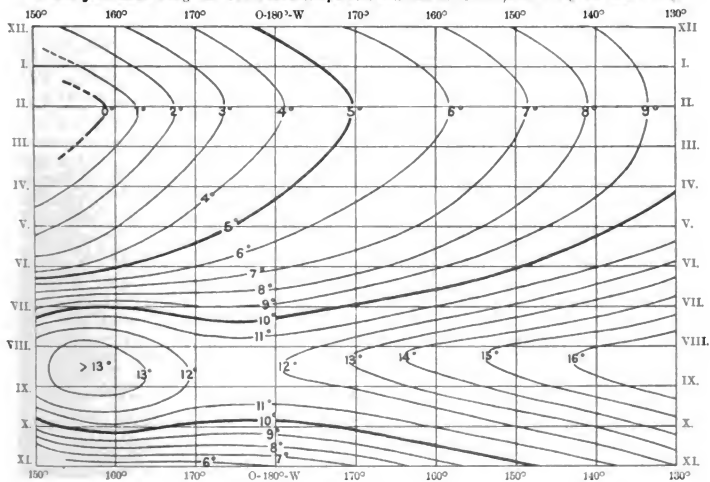 150° 160° 170° O-180°-W 170° 160° 150° 140° 130°
XII. XII
I. I.
II. 0° 1° 2° 3° 4° 5° 6° 7° 8° 9° II.
III. III.
IV. 4° IV.
V. 5° V.
6°
VI. 7° VI.
8°
VII. 9° VII.
10°
11°
VIII. VIII.
> 13° 13° 12° 12° 13° 14° 15° 16°
IX. IX.
11°
X. 10° X.
9°
8°
XI. 6° 7° XI.
150° 160° 170° O-180°-W 170° 160° 150° 140° 130°